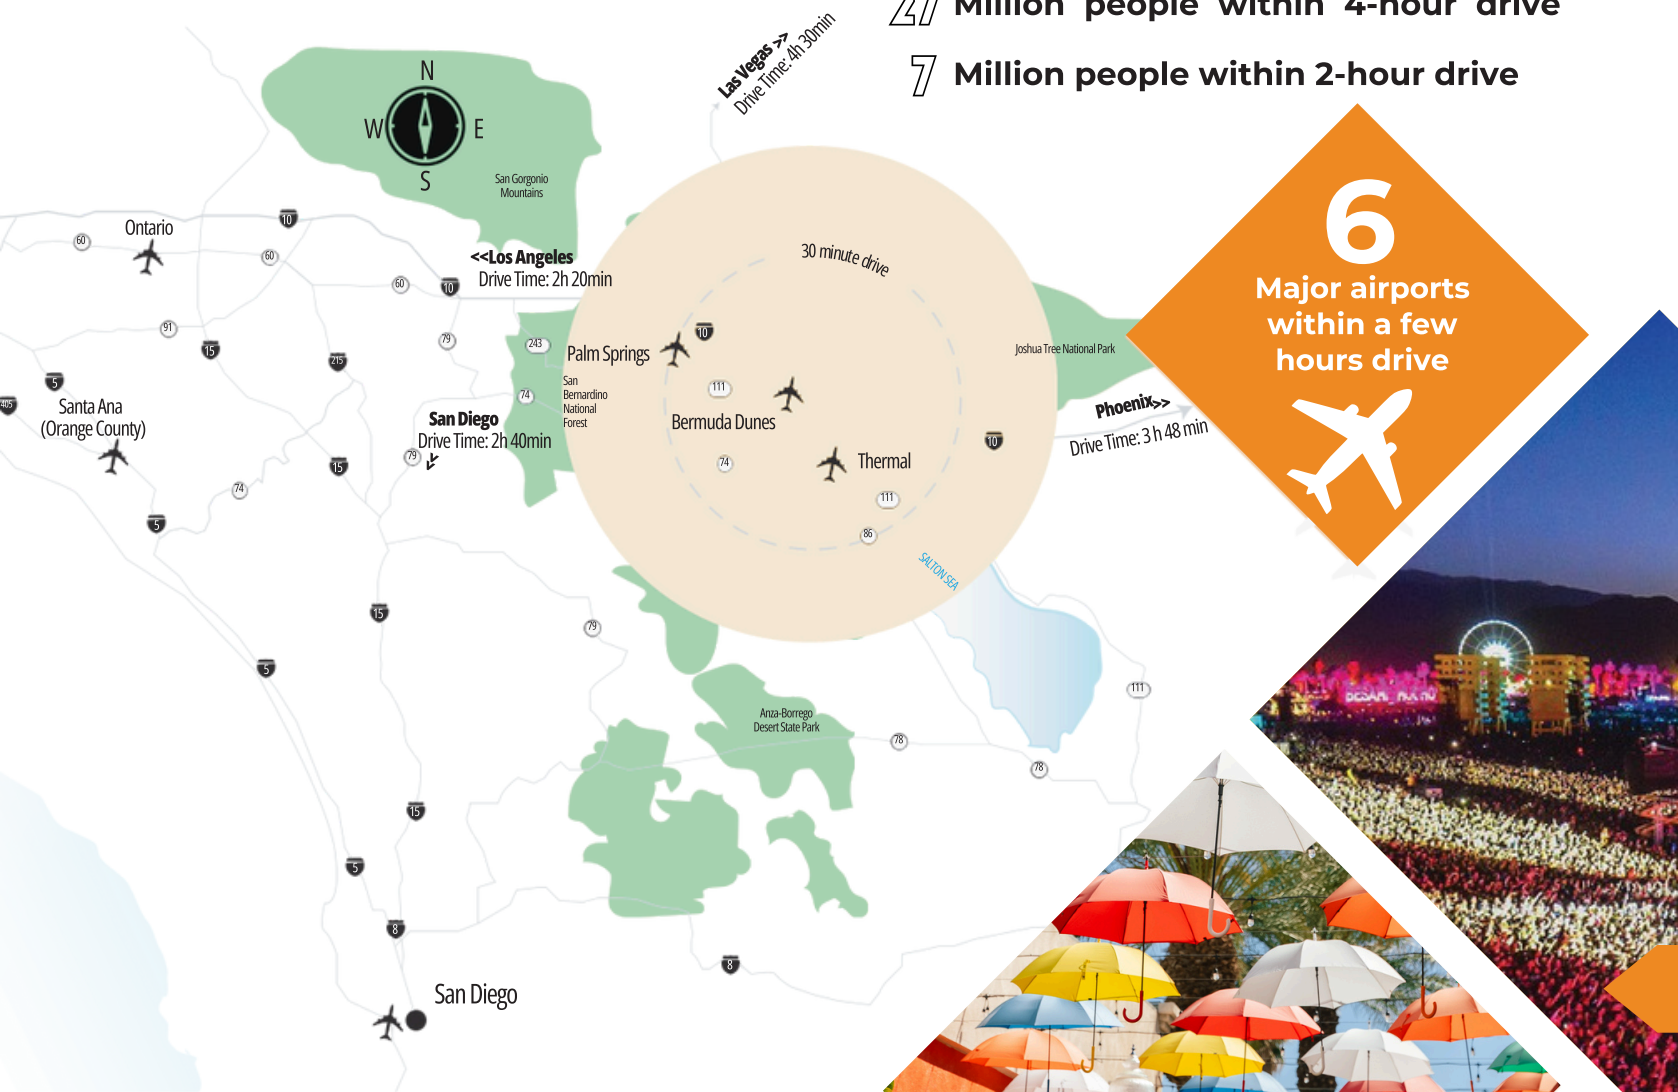 27 Million people within 4-hour drive
7 Million people within 2-hour drive
Las Vegas >>
Drive Time: 4h 30min
N
W E
S
San Gorgonio
Mountains
6
Major airports
within a few
hours drive
Ontario
10
60
60
60
10
<<Los Angeles
Drive Time: 2h 20min
30 minute drive
91
15
215
79
243
Palm Springs
10
Joshua Tree National Park
5
405
Santa Ana
(Orange County)
74
San
Bernardino
National
Forest
111
Bermuda Dunes
Phoenix>>
Drive Time: 3 h 48 min
San Diego
Drive Time: 2h 40min
>>
79
15
74
10
Thermal
74
111
5
86
SALTON SEA
15
79
5
111
Anza-Borrego
Desert State Park
78
78
15
5
8
8
San Diego